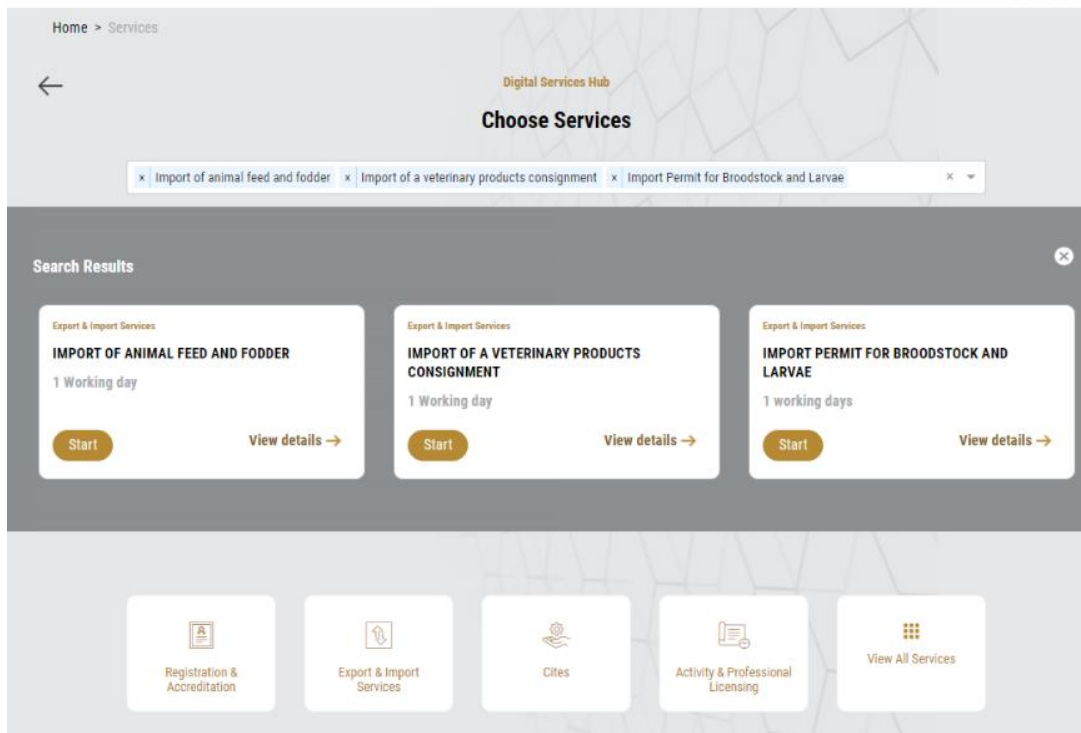 Home > Services
Digital Services Hub
Choose Services
× Import of animal feed and fodder × Import of a veterinary products consignment × Import Permit for Broodstock and Larvae ×
Search Results
Export & Import Services
IMPORT OF ANIMAL FEED AND FODDER
1 Working day
Start
View details →
Export & Import Services
IMPORT OF A VETERINARY PRODUCTS
CONSIGNMENT
1 Working day
Start
View details →
Export & Import Services
IMPORT PERMIT FOR BROODSTOCK AND
LARVAE
1 working days
Start
View details →
Registration &
Accreditation
Export & Import
Services
Cites
Activity & Professional
Licensing
View All Services